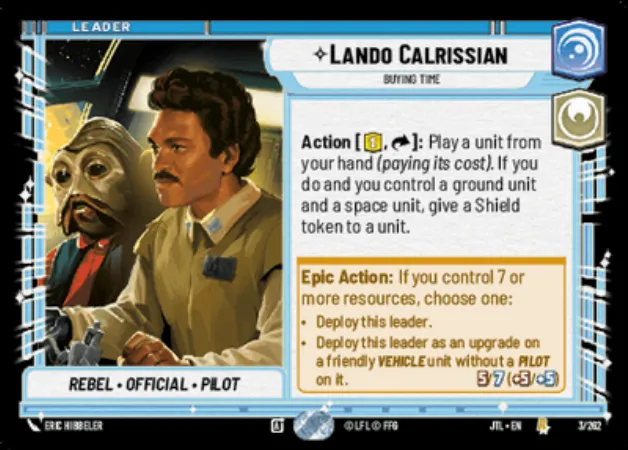 LEADER
LANDO CALRISSIAN
BUYING TIME
Action [1, ]: Play a unit from
your hand (paying its cost). If you
do and you control a ground unit
and a space unit, give a Shield
token to a unit.
Epic Action: If you control 7 or
more resources, choose one:
• Deploy this leader.
• Deploy this leader as an upgrade on
a friendly VEHICLE unit without a PILOT
on it. 5/7 (+5/+5)
REBEL • OFFICIAL • PILOT
ERIC HIBBELER
A
© LFL © FFG
JTL • EN
R
3/262